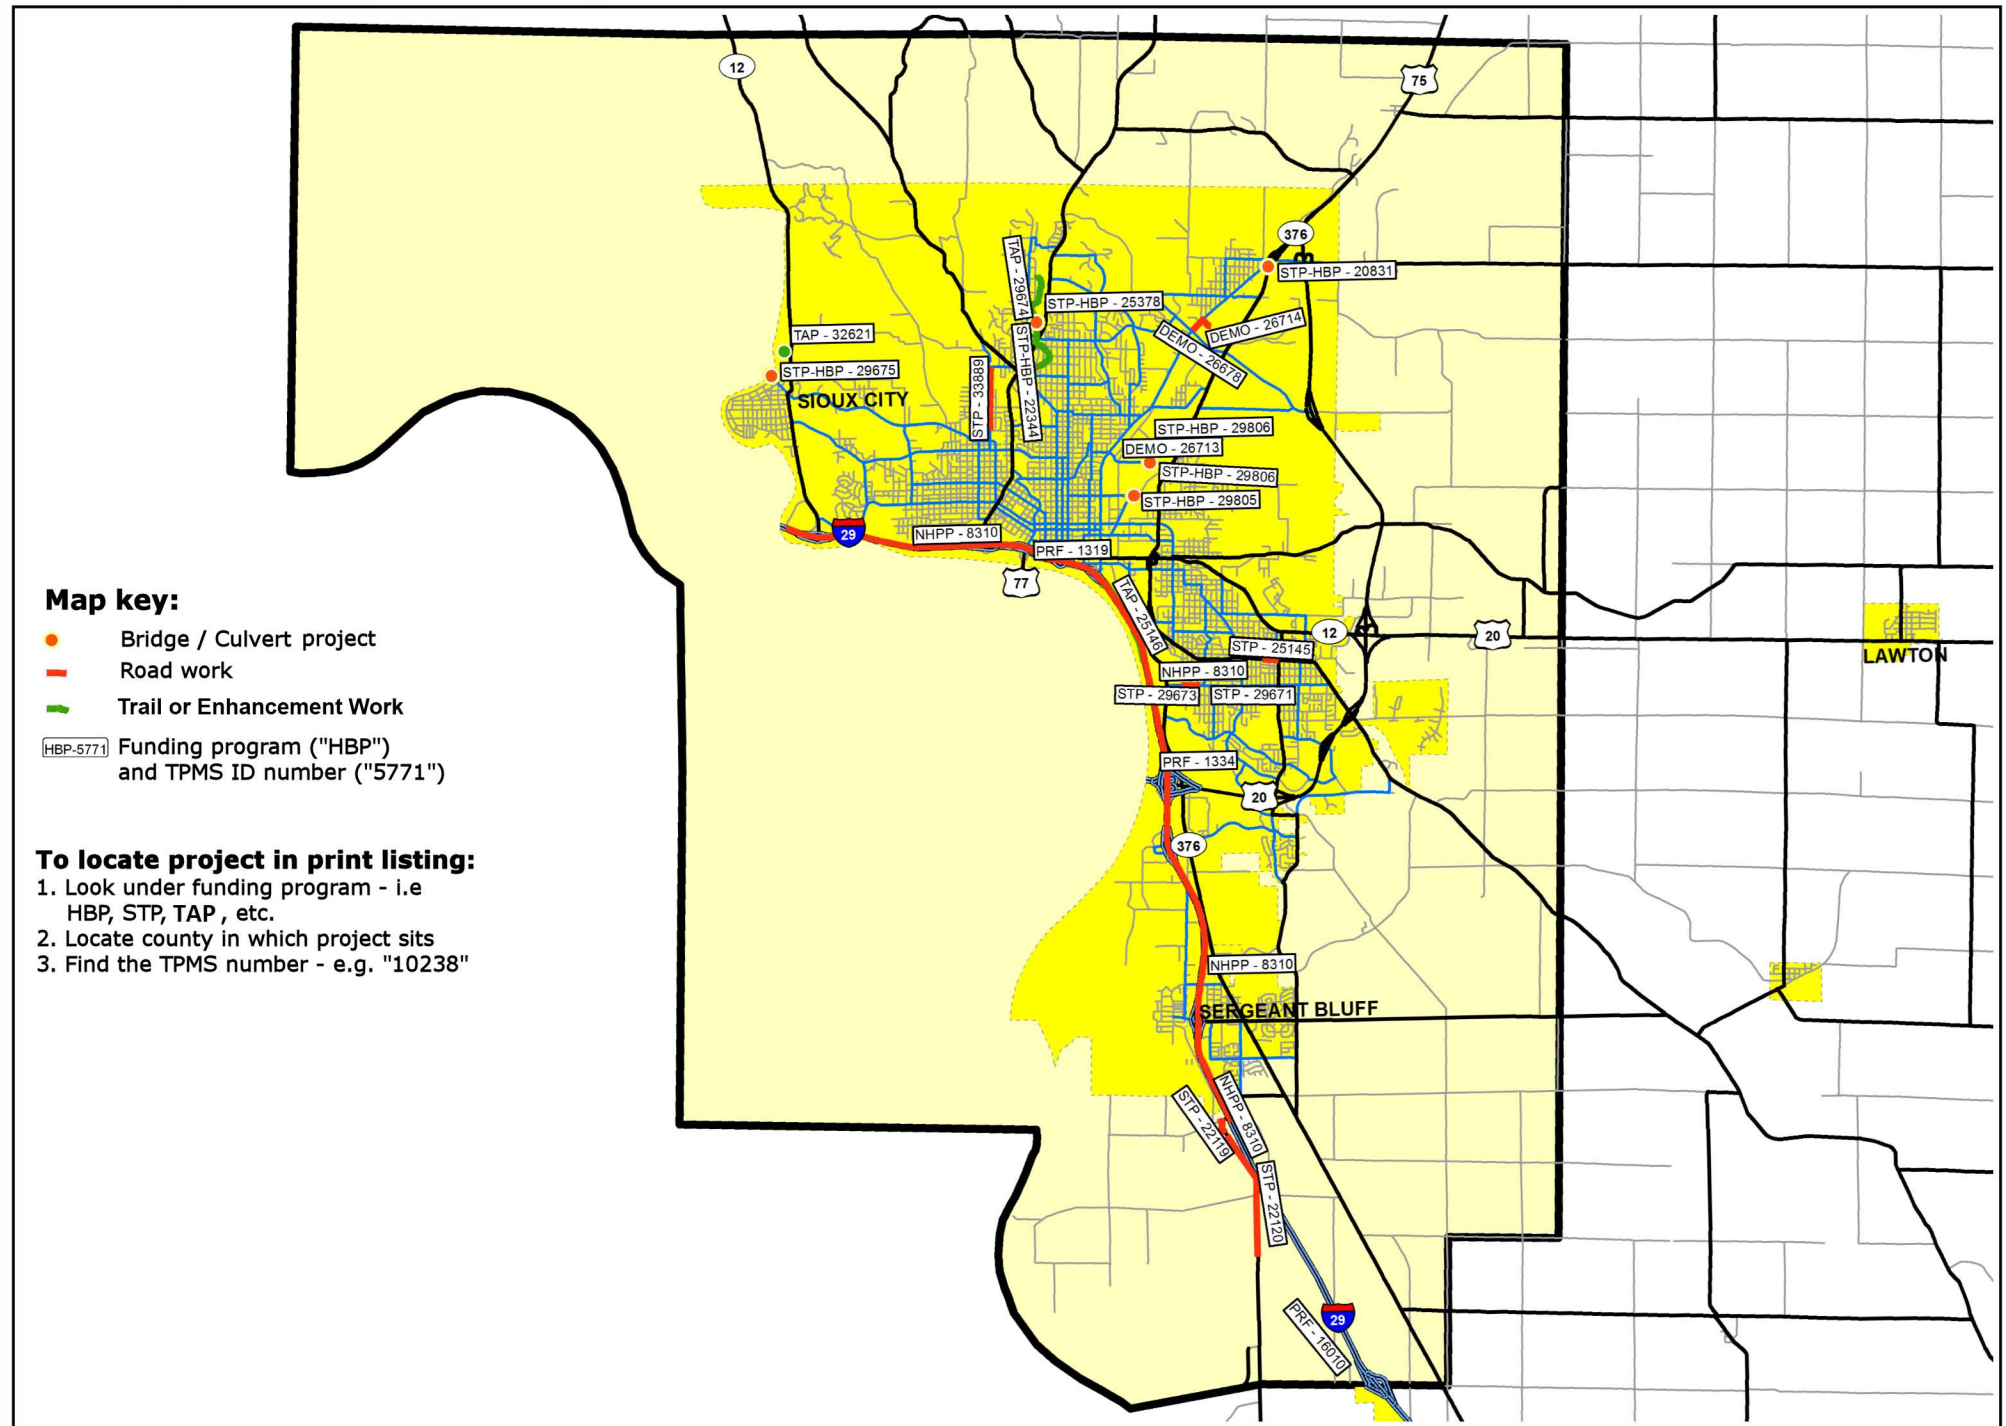 12
75
376
STP-HBP - 20831
TAP - 29674
STP-HBP - 25378
DEMO - 26714
DEMO - 26678
TAP - 32621
STP-HBP - 29675
SIOUX CITY
STP - 33889
STP-HBP - 22344
STP-HBP - 29806
DEMO - 26713
STP-HBP - 29806
STP-HBP - 29805
29
NHPP - 8310
PRF - 1319
77
TAP - 25146
12
20
STP - 25145
LAWTON
NHPP - 8310
STP - 29673
STP - 29671
PRF - 1334
20
376
NHPP - 8310
SERGEANT BLUFF
NHPP - 8310
STP - 22119
STP - 22120
29
PRF - 16010
Map key:
Bridge / Culvert project
Road work
Trail or Enhancement Work
HBP-5771 Funding program ("HBP")
and TPMS ID number ("5771")
To locate project in print listing:
1. Look under funding program - i.e
HBP, STP, TAP , etc.
2. Locate county in which project sits
3. Find the TPMS number - e.g. "10238"